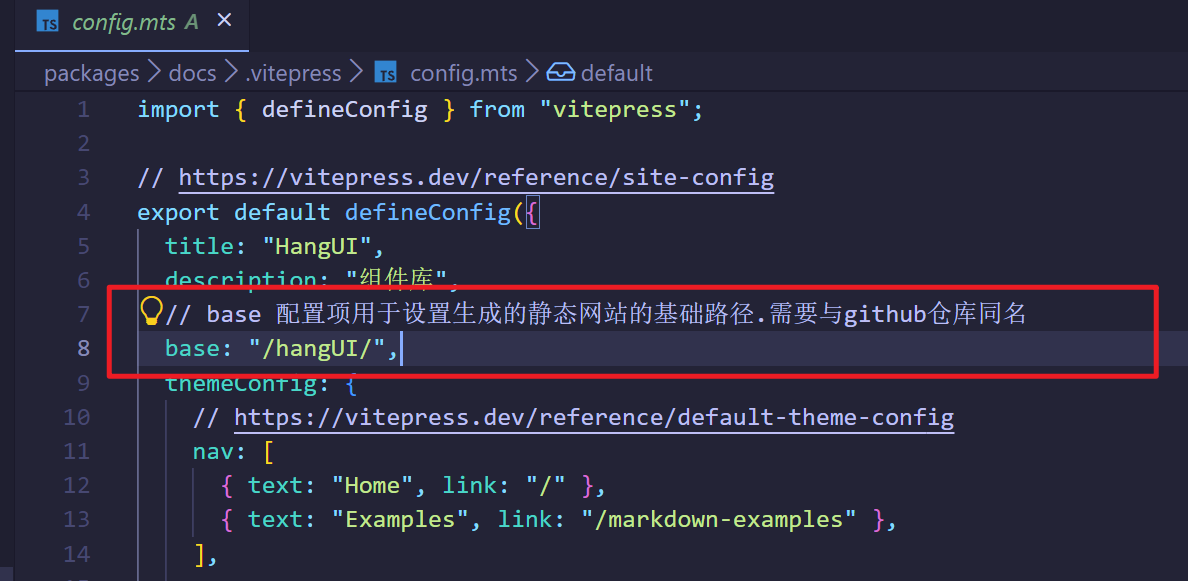 TS config.mts A ×
packages > docs > .vitepress > TS config.mts > default
1 import { defineConfig } from "vitepress";
2
3 // https://vitepress.dev/reference/site-config
4 export default defineConfig({
5 title: "HangUI",
6 description: "组件库",
7 // base 配置项用于设置生成的静态网站的基础路径.需要与github仓库同名
8 base: "/hangUI/",
9 themeConfig: {
10 // https://vitepress.dev/reference/default-theme-config
11 nav: [
12 { text: "Home", link: "/" },
13 { text: "Examples", link: "/markdown-examples" },
14 ],